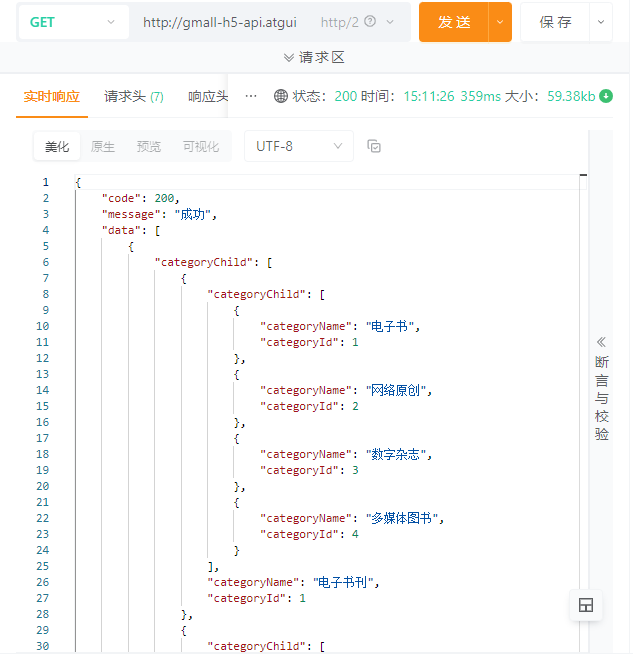 GET http://gmall-h5-api.atgui http/2 发 送 保 存
请求区
实时响应 请求头 (7) 响应头 ... 状态: 200 时间: 15:11:26 359ms 大小: 59.38kb
美化 原生 预览 可视化 UTF-8
1 {
2 "code": 200,
3 "message": "成功",
4 "data": [
5 {
6 "categoryChild": [
7 {
8 "categoryChild": [
9 {
10 "categoryName": "电子书",
11 "categoryId": 1
12 },
13 {
14 "categoryName": "网络原创",
15 "categoryId": 2
16 },
17 {
18 "categoryName": "数字杂志",
19 "categoryId": 3
20 },
21 {
22 "categoryName": "多媒体图书",
23 "categoryId": 4
24 }
25 ],
26 "categoryName": "电子书刊",
27 "categoryId": 1
28 },
29 {
30 "categoryChild": [
断言与校验